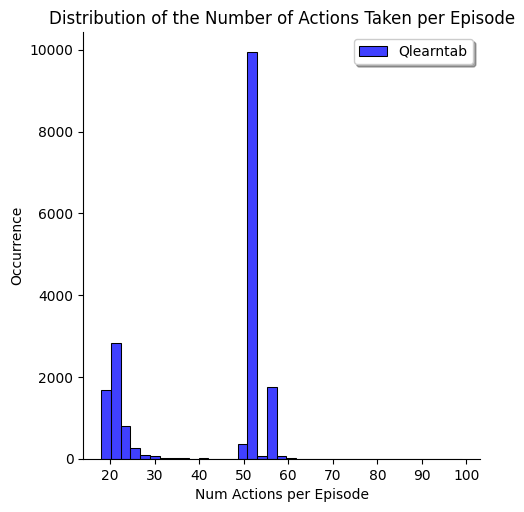 Distribution of the Number of Actions Taken per Episode
Qlearntab
10000
8000
6000
4000
2000
0
Occurrence
20 30 40 50 60 70 80 90 100
Num Actions per Episode